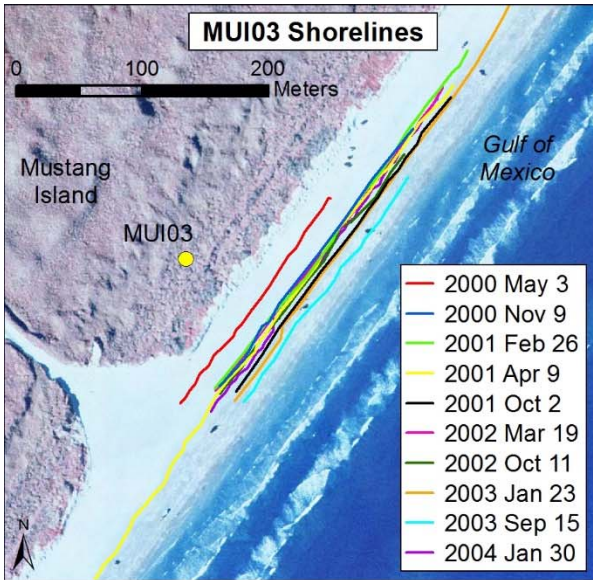 MUI03 Shorelines
0 100 200
Meters
Gulf of
Mexico
Mustang
Island
MUI03
2000 May 3
2000 Nov 9
2001 Feb 26
2001 Apr 9
2001 Oct 2
2002 Mar 19
2002 Oct 11
2003 Jan 23
2003 Sep 15
2004 Jan 30
N